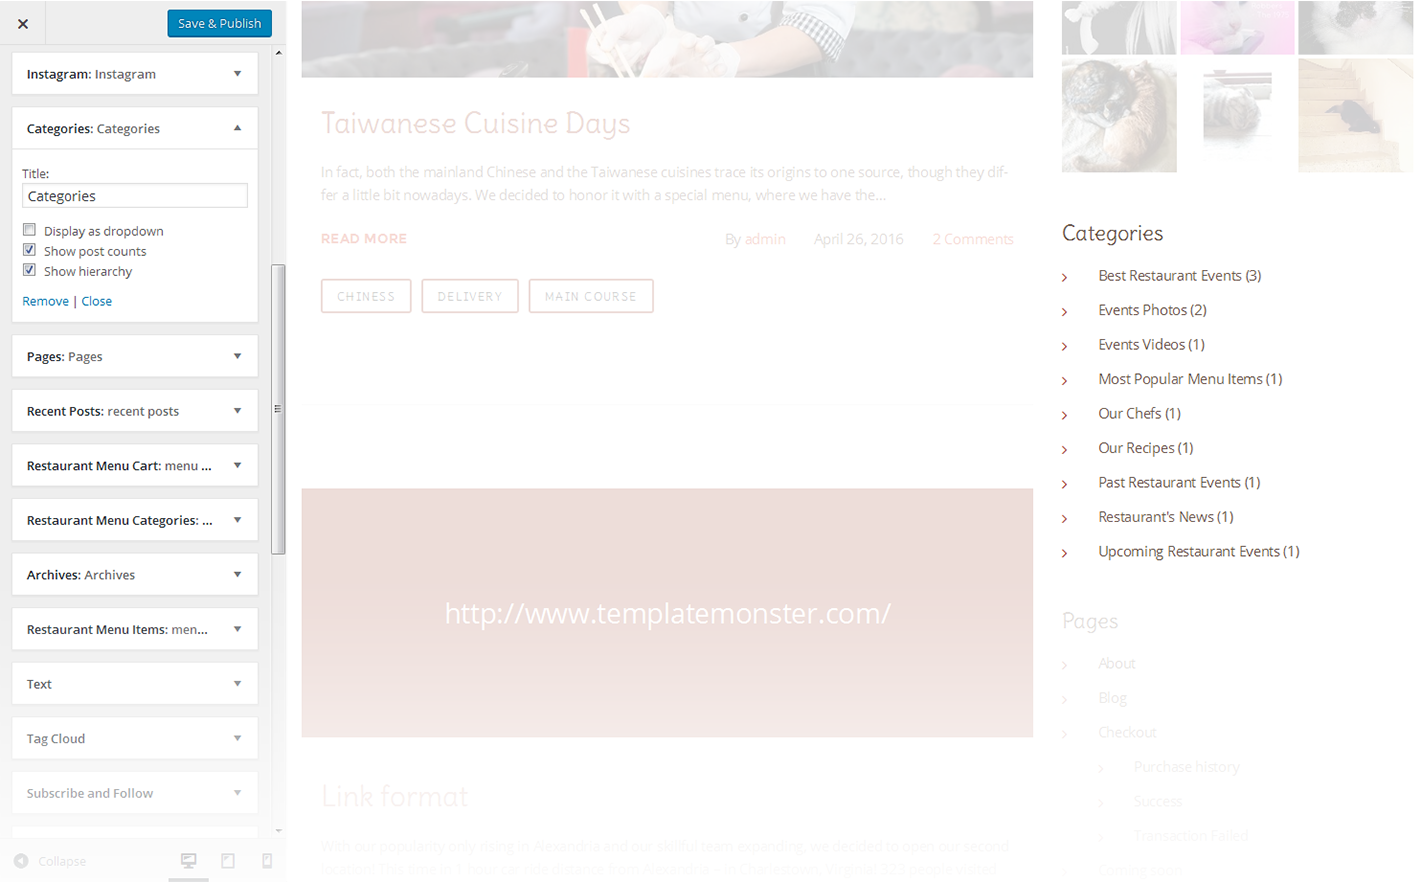 Save & Publish
Instagram: Instagram
Categories: Categories
Title:
Categories
Display as dropdown
Show post counts
Show hierarchy
Remove | Close
Pages: Pages
Recent Posts: recent posts
Restaurant Menu Cart: menu ...
Restaurant Menu Categories: ...
Archives: Archives
Restaurant Menu Items: men...
Text
Tag Cloud
Subscribe and Follow
Collapse
Taiwanese Cuisine Days
In fact, both the mainland Chinese and the Taiwanese cuisines trace its origins to one source, though they dif-
fer a little bit nowadays. We decided to honor it with a special menu, where we have the...
READ MORE
By admin April 26, 2016 2 Comments
CHINESS DELIVERY MAIN COURSE
http://www.templatemonster.com/
Link format
With our popularity only rising in Alexandria and our skillful team expanding, we decided to open our second
location! This time in 1 hour car ride distance from Alexandria – in Charlestown, Virginia! 322 people visited
Categories
Best Restaurant Events (3)
Events Photos (2)
Events Videos (1)
Most Popular Menu Items (1)
Our Chefs (1)
Our Recipes (1)
Past Restaurant Events (1)
Restaurant's News (1)
Upcoming Restaurant Events (1)
Pages
About
Blog
Checkout
Purchase history
Success
Transaction Failed
Coming soon